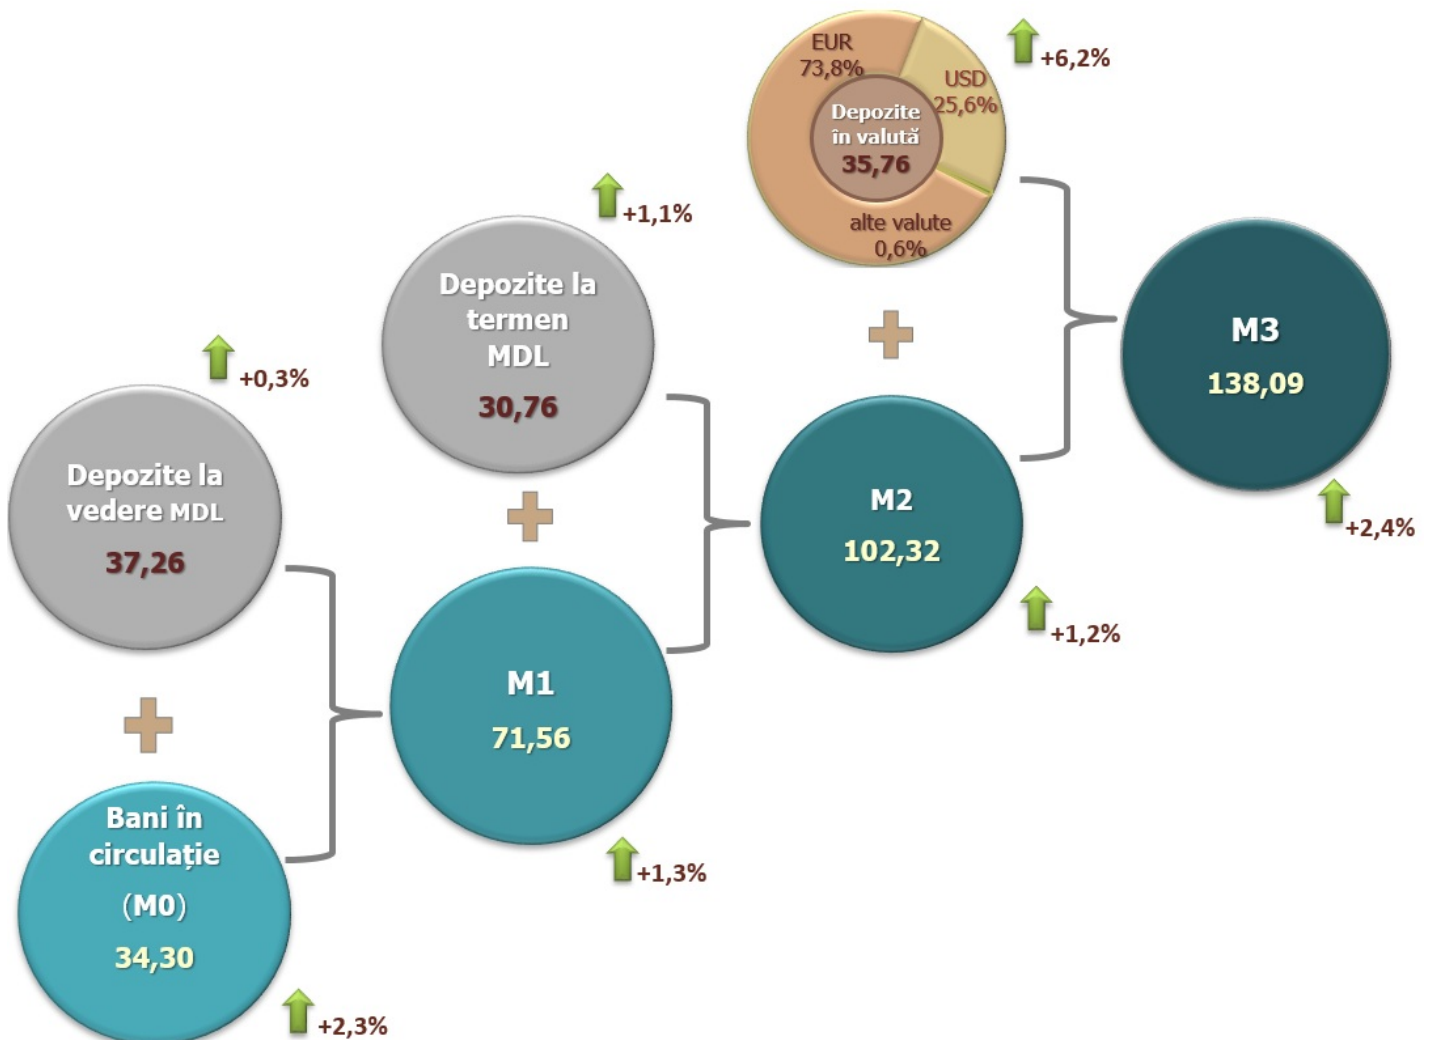 EUR
73,8%
USD
25,6%
Depozite
în valută
35,76
alte valute
0,6%
+6,2%
Depozite la
termen
MDL
30,76
+1,1%
M3
138,09
+2,4%
Depozite la
vedere MDL
37,26
+0,3%
M2
102,32
+1,2%
M1
71,56
+1,3%
Bani în
circulație
(M0)
34,30
+2,3%